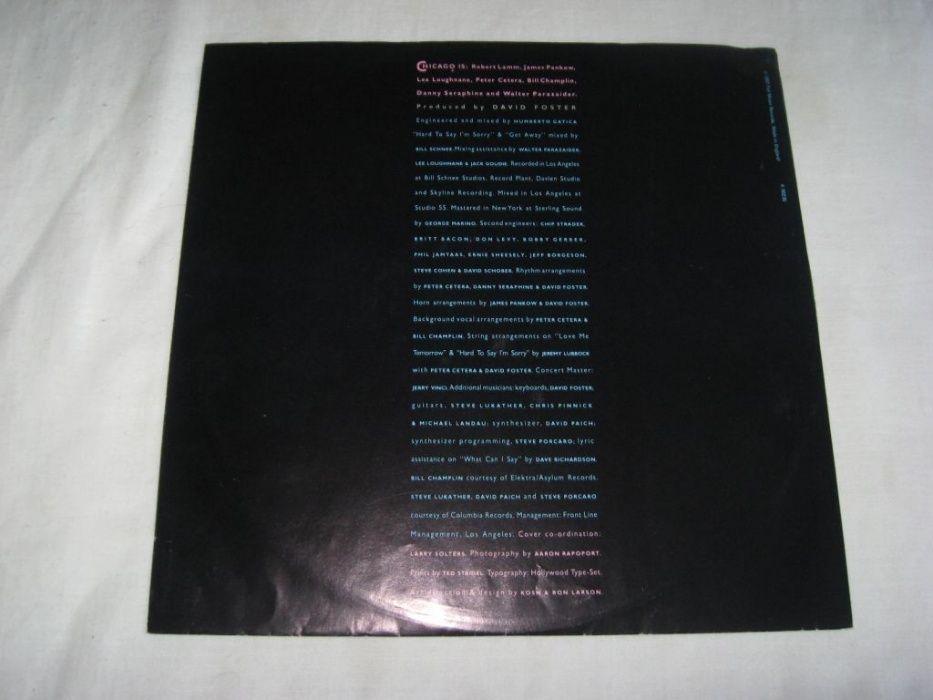 CHICAGO IS: Robert Lamm, James Pankow,
Lee Loughnane, Peter Cetera, Bill Champlin,
Danny Seraphine and Walter Parazaider.
Produced by DAVID FOSTER
Engineered and mixed by HUMBERTO GATICA
"Hard To Say I'm Sorry" & "Get Away" mixed by
BILL SCHNEE. Mixing assistance by WALTER PARAZAIDER,
LEE LOUGHNANE & JACK GOUDIE. Recorded in Los Angeles
at Bill Schnee Studios, Record Plant, Davlen Studio
and Skyline Recording. Mixed in Los Angeles at
Studio 55. Mastered in New York at Sterling Sound
by GEORGE MARINO. Second engineers: CHIP STRADER,
BRITT BACON, DON LEVY, BOBBY GERBER,
PHIL JAMTAAS, ERNIE SHEESELY, JEFF BORGESON,
STEVE COHEN & DAVID SCHOBER. Rhythm arrangements
by PETER CETERA, DANNY SERAPHINE & DAVID FOSTER.
Horn arrangements by JAMES PANKOW & DAVID FOSTER.
Background vocal arrangements by PETER CETERA &
BILL CHAMPLIN. String arrangements on "Love Me
Tomorrow" & "Hard To Say I'm Sorry" by JEREMY LUBBOCK
with PETER CETERA & DAVID FOSTER. Concert Master:
JERRY VINCI. Additional musicians: keyboards, DAVID FOSTER;
guitars, STEVE LUKATHER, CHRIS PINNICK
& MICHAEL LANDAU; synthesizer, DAVID PAICH;
synthesizer programming, STEVE PORCARO; lyric
assistance on "What Can I Say" by DAVE RICHARDSON.
BILL CHAMPLIN courtesy of Elektra/Asylum Records.
STEVE LUKATHER, DAVID PAICH and STEVE PORCARO
courtesy of Columbia Records. Management: Front Line
Management, Los Angeles. Cover co-ordination:
LARRY SOLTERS. Photography by AARON RAPOPORT.
Prints by TED STAIDEL. Typography: Hollywood Type-Set.
Art direction & design by KOSH & RON LARSON.